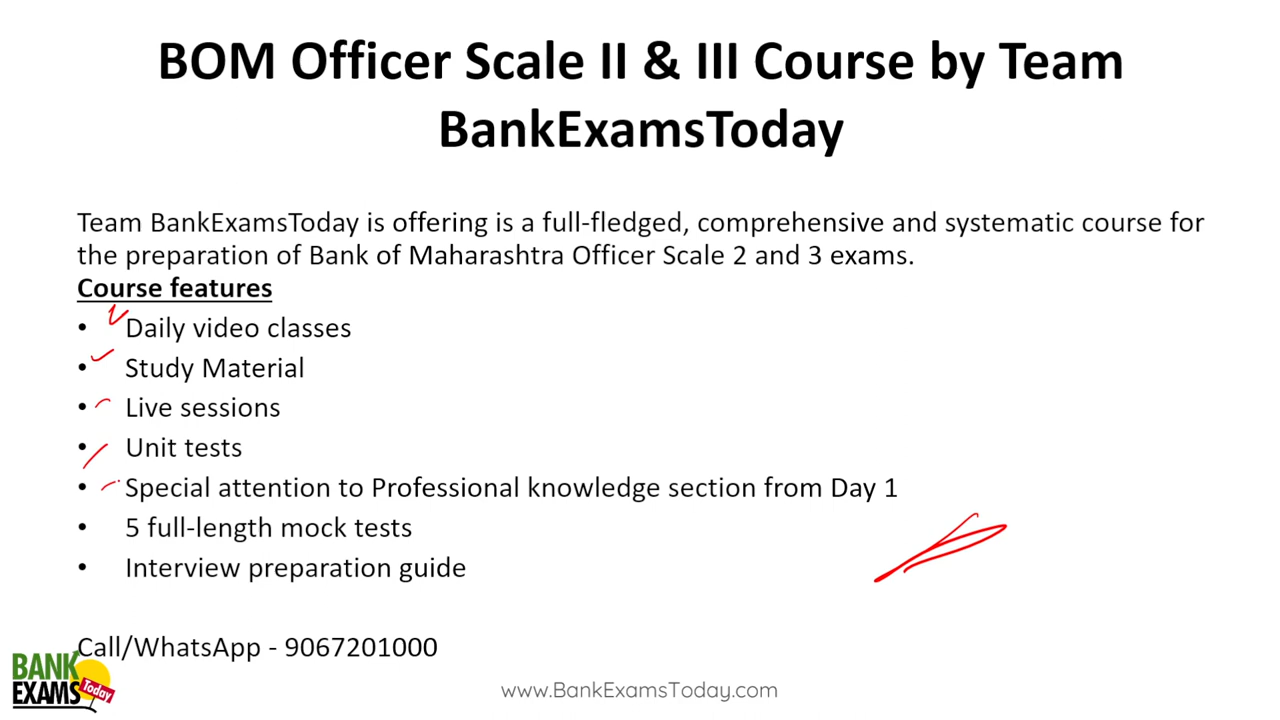 BOM Officer Scale II & III Course by Team
BankExamsToday
Team BankExamsToday is offering is a full-fledged, comprehensive and systematic course for
the preparation of Bank of Maharashtra Officer Scale 2 and 3 exams.
Course features
• Daily video classes
• Study Material
• Live sessions
• Unit tests
• Special attention to Professional knowledge section from Day 1
• 5 full-length mock tests
• Interview preparation guide
Call/WhatsApp - 9067201000
BANK
EXAMS Today
www.BankExamsToday.com